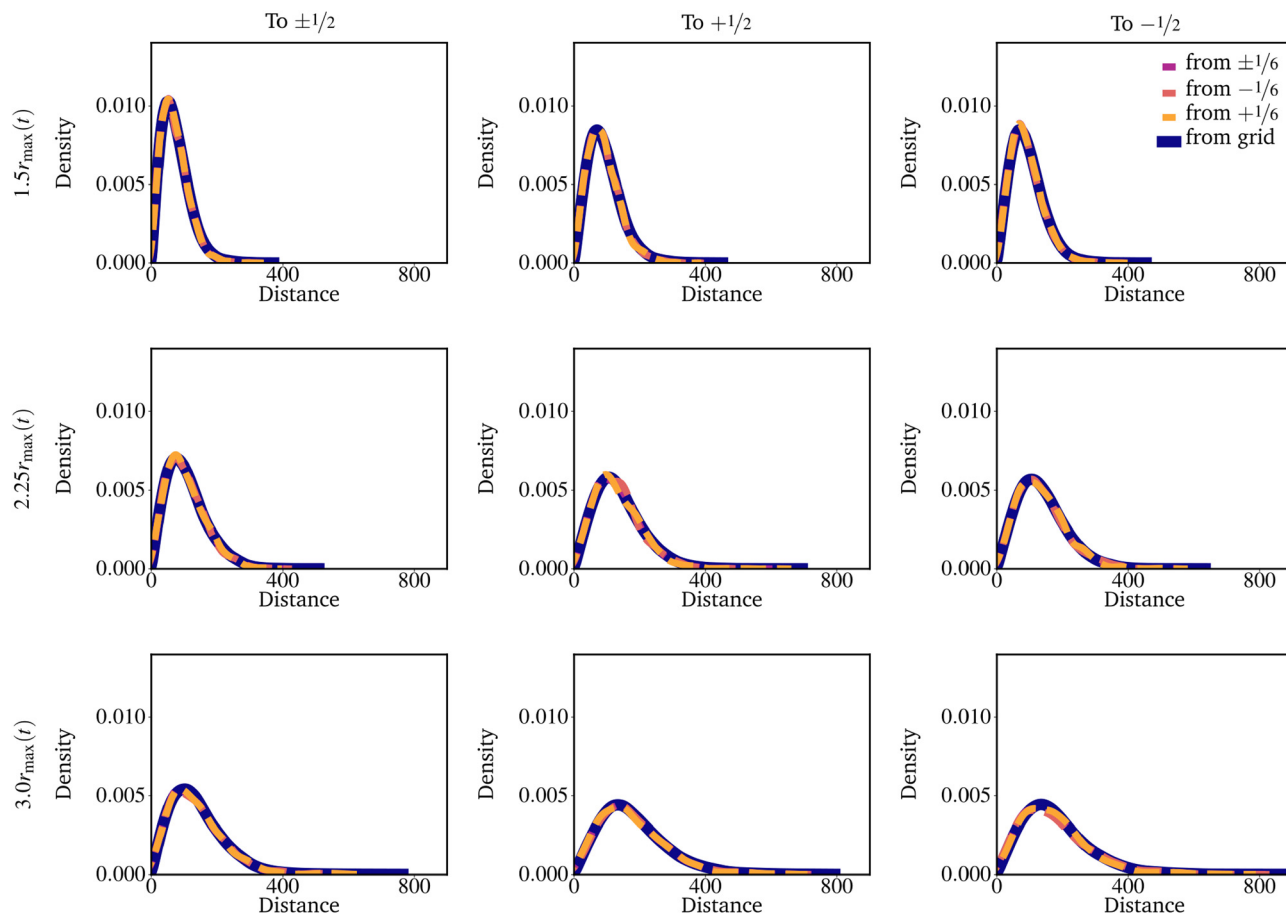 To ±1/2
To +1/2
To −1/2
1.5r_max(t)
Density
0.010
0.005
0.000
0
400
800
Distance
Density
0.010
0.005
0.000
0
400
800
Distance
Density
0.010
0.005
0.000
0
400
800
Distance
from ±1/6
from −1/6
from +1/6
from grid
2.25r_max(t)
Density
0.010
0.005
0.000
0
400
800
Distance
Density
0.010
0.005
0.000
0
400
800
Distance
Density
0.010
0.005
0.000
0
400
800
Distance
3.0r_max(t)
Density
0.010
0.005
0.000
0
400
800
Distance
Density
0.010
0.005
0.000
0
400
800
Distance
Density
0.010
0.005
0.000
0
400
800
Distance